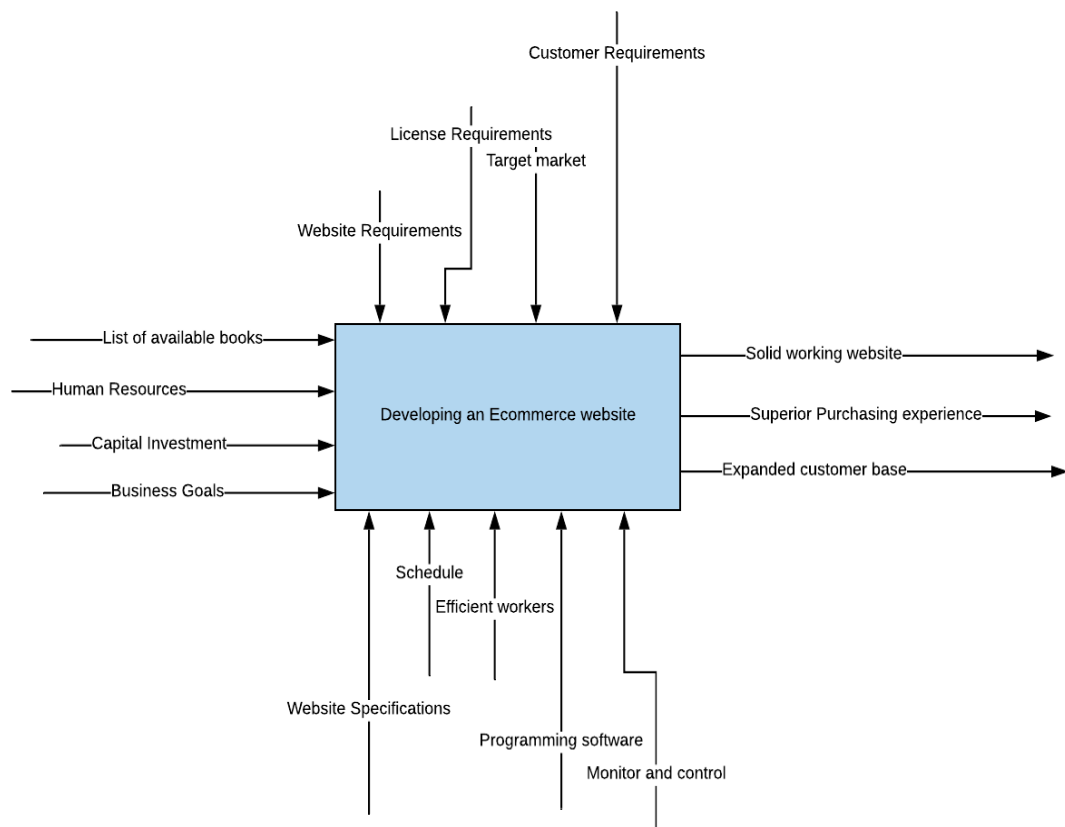 Customer Requirements
License Requirements
Target market
Website Requirements
List of available books
Human Resources
Capital Investment
Business Goals
Developing an Ecommerce website
Solid working website
Superior Purchasing experience
Expanded customer base
Schedule
Efficient workers
Website Specifications
Programming software
Monitor and control